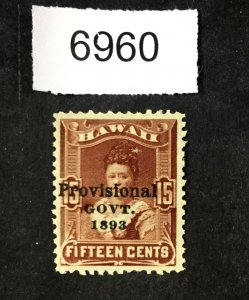 6960
HAWAII
15 15
Provisional
GOVT.
1893
FIFTEEN CENTS